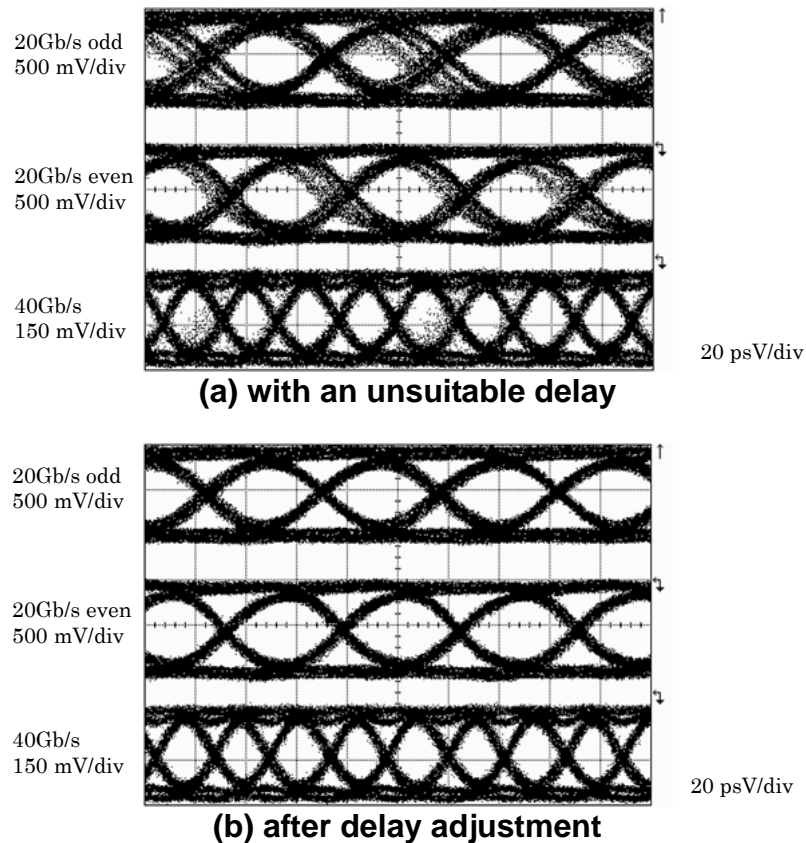 20Gb/s odd
500 mV/div
20Gb/s even
500 mV/div
40Gb/s
150 mV/div
20 psV/div
(a) with an unsuitable delay
20Gb/s odd
500 mV/div
20Gb/s even
500 mV/div
40Gb/s
150 mV/div
20 psV/div
(b) after delay adjustment